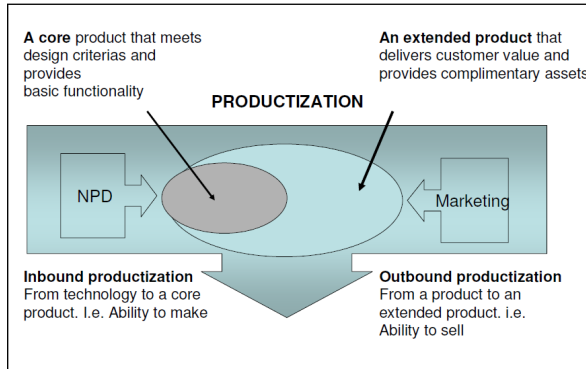 A core product that meets
design criterias and
provides
basic functionality
An extended product that
delivers customer value and
provides complimentary assets
PRODUCTIZATION
NPD
Marketing
Inbound productization
From technology to a core
product. I.e. Ability to make
Outbound productization
From a product to an
extended product. i.e.
Ability to sell